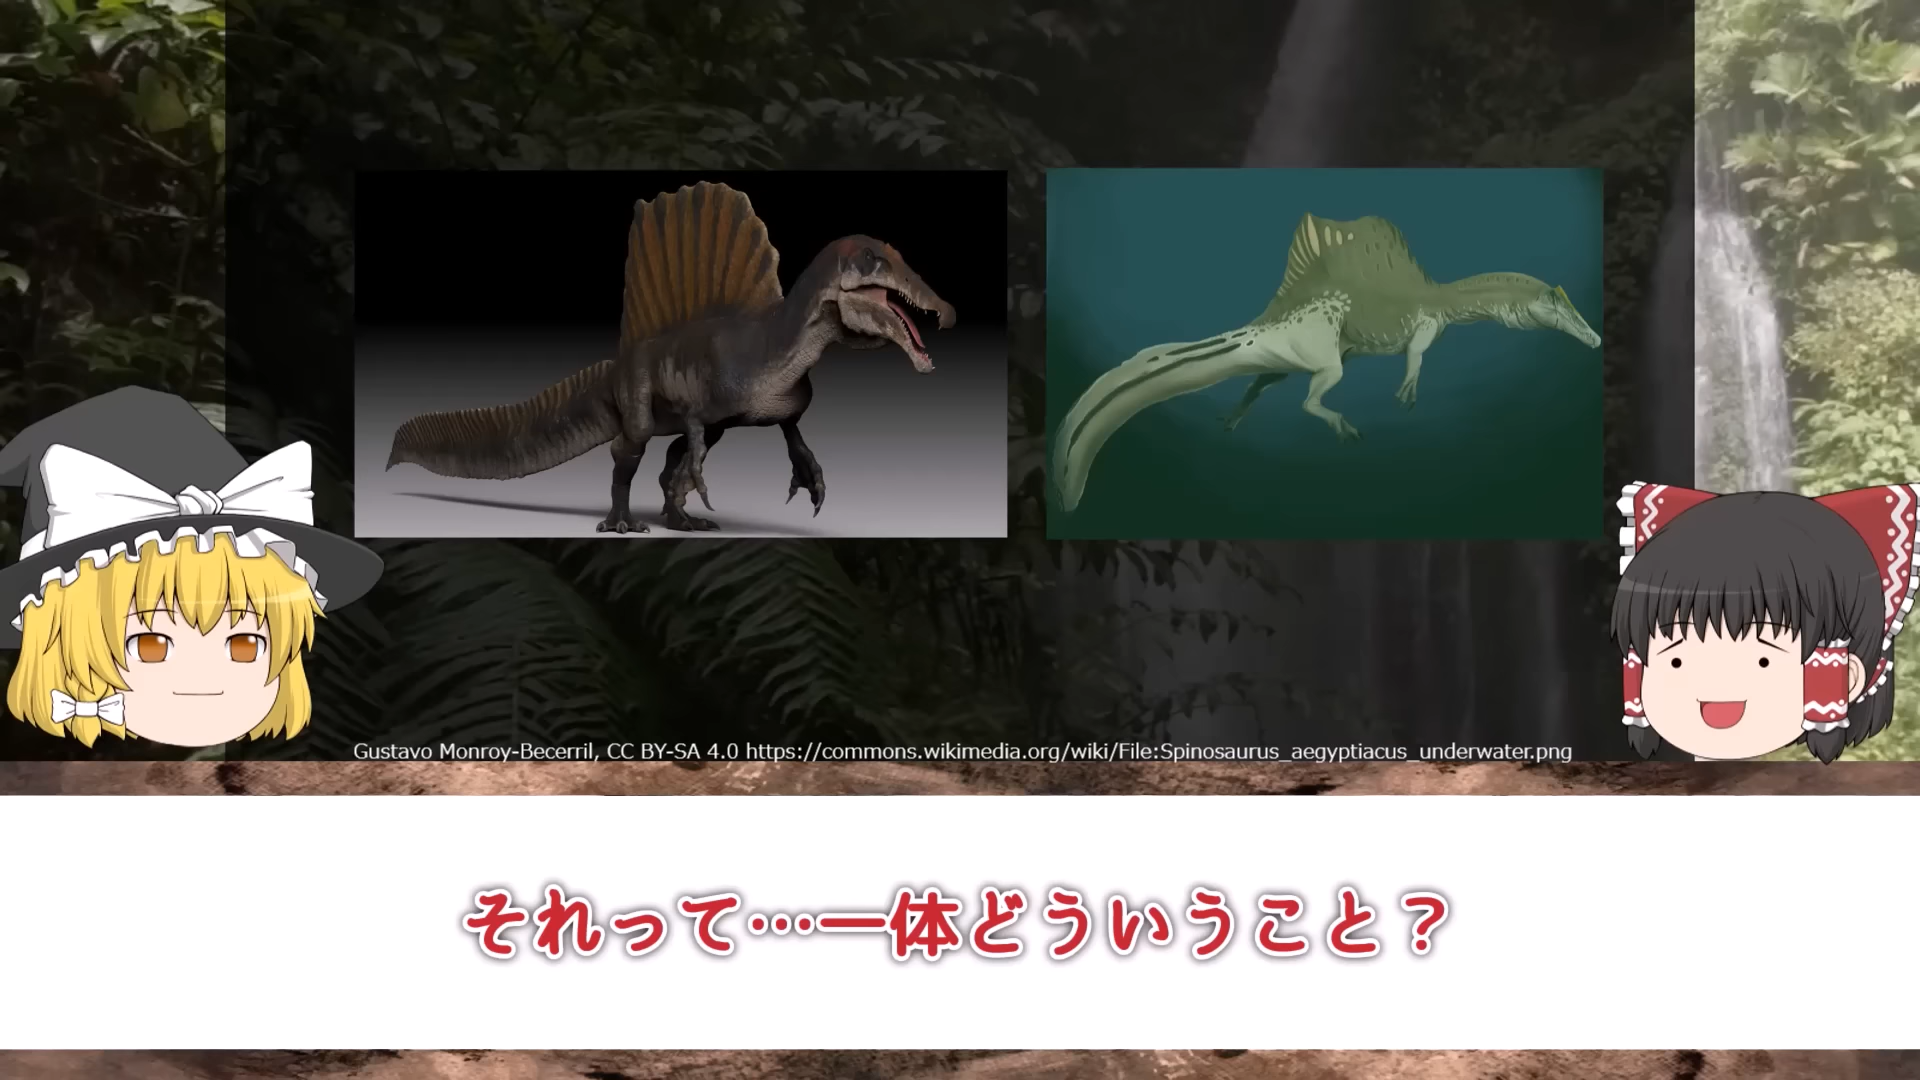 Gustavo Monroy-Becerril, CC BY-SA 4.0 https://commons.wikimedia.org/wiki/File:Spinosaurus_aegyptiacus_underwater.png
それって…一体どういうこと？